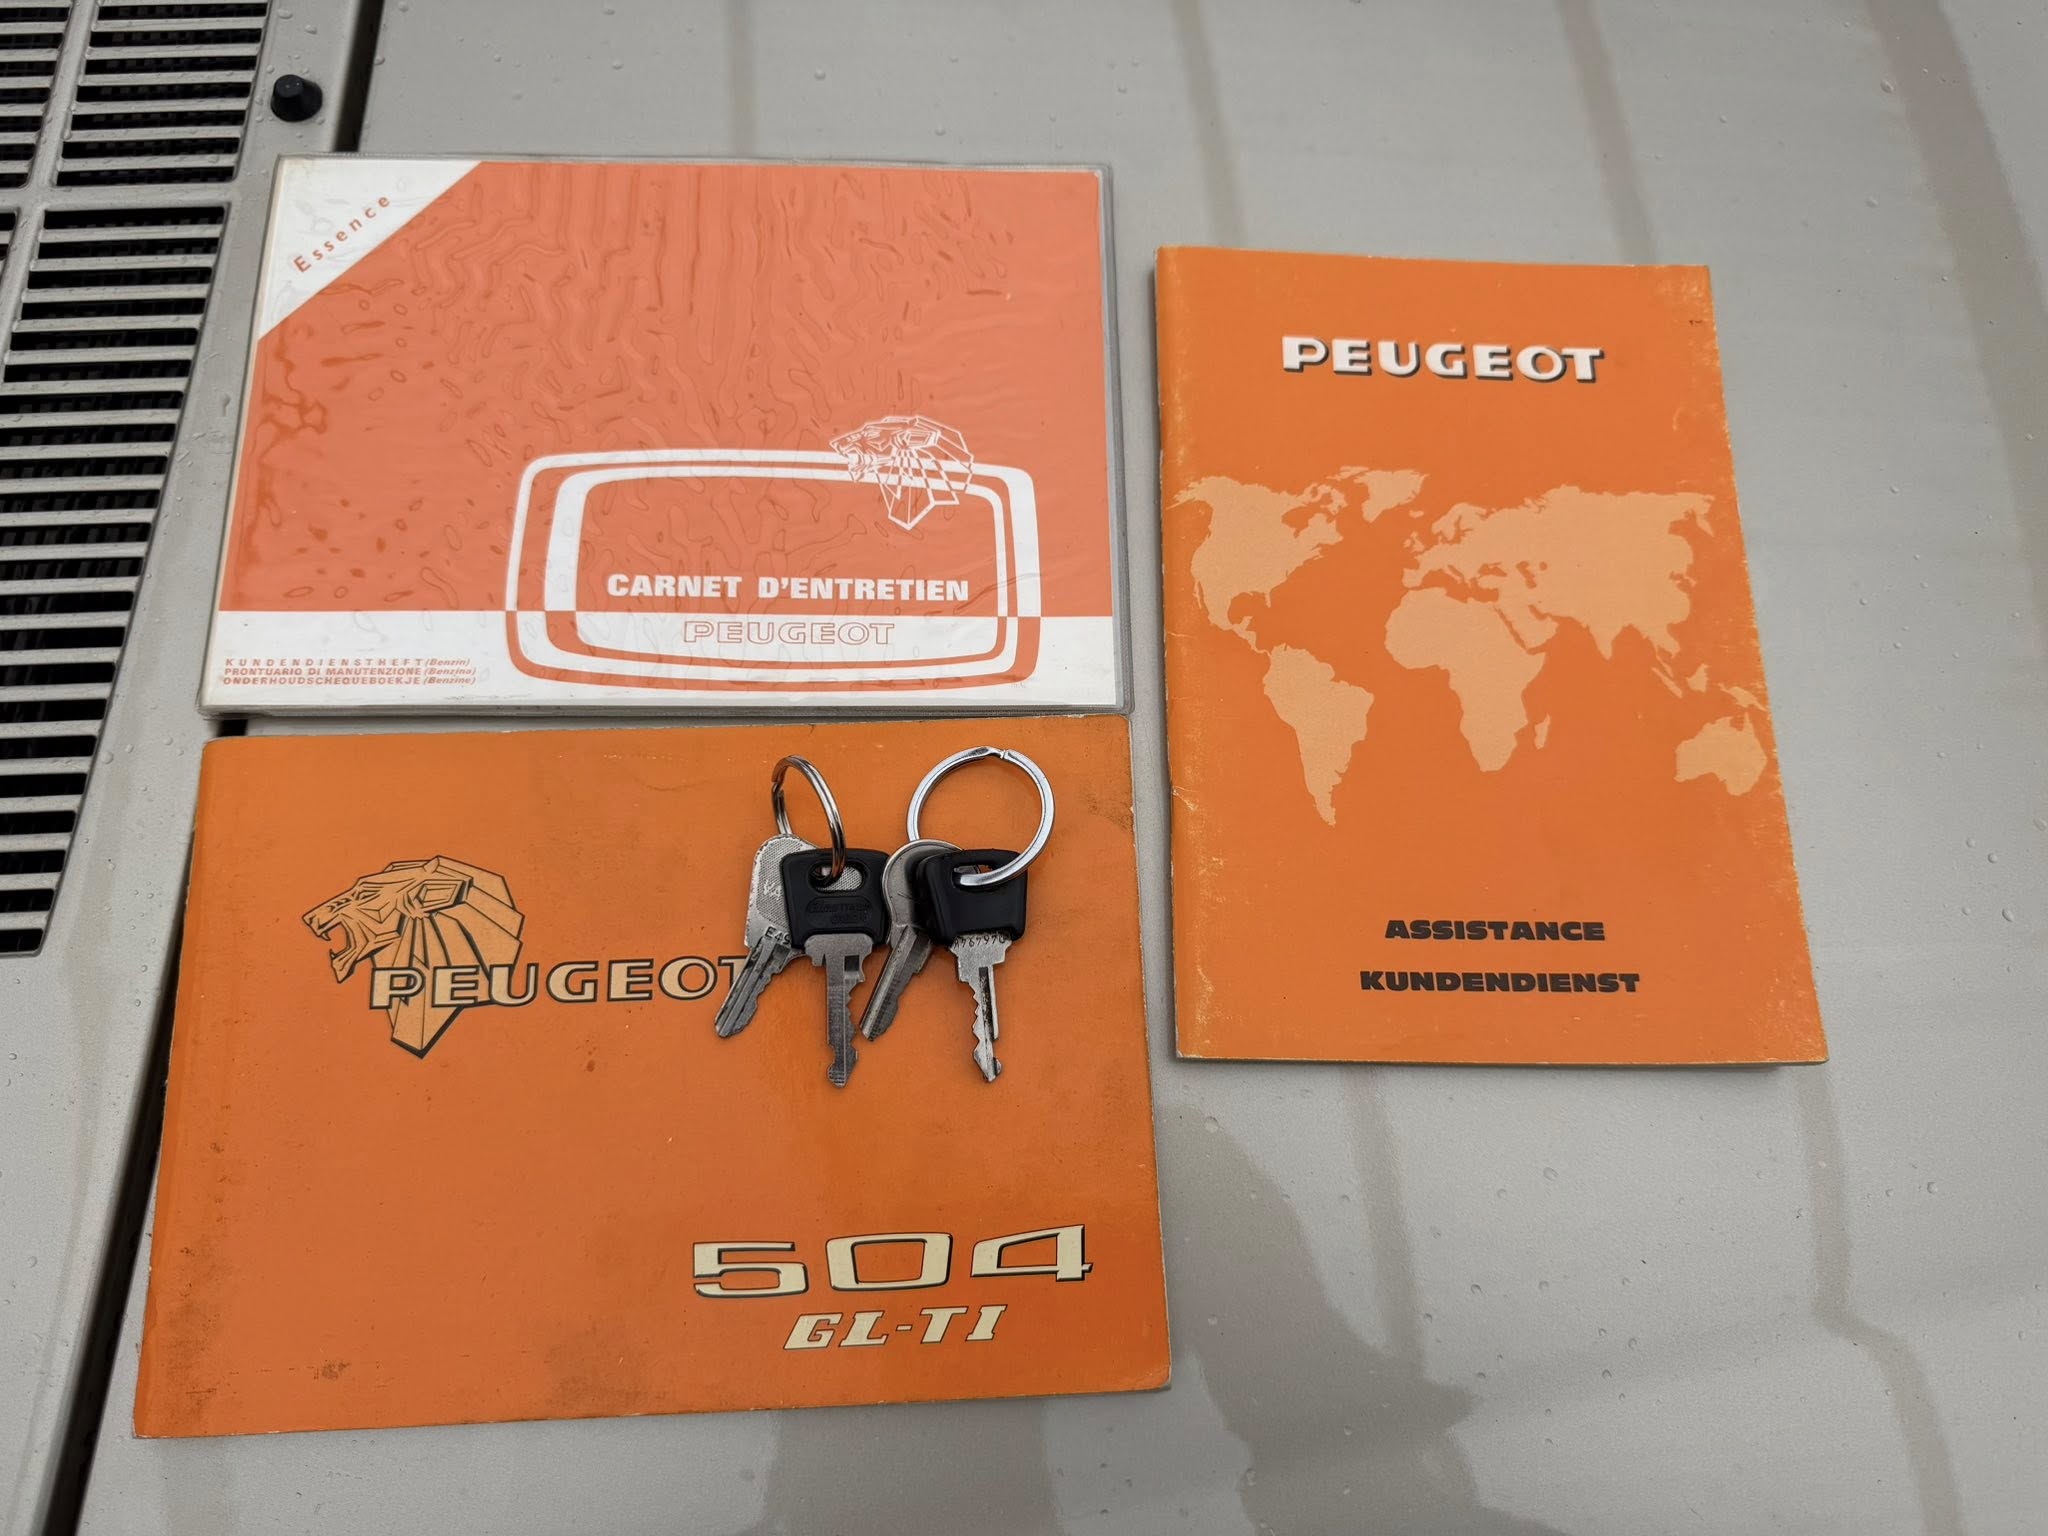 Essence
CARNET D'ENTRETIEN
PEUGEOT
KUNDENDIENSTHEFT (Benzin)
PRONTUARIO DI MANUTENZIONE (Benzina)
ONDERHOUDSCHEQUEBOEKJE (Benzine)
PEUGEOT
ASSISTANCE
KUNDENDIENST
PEUGEOT
504
GL-TI